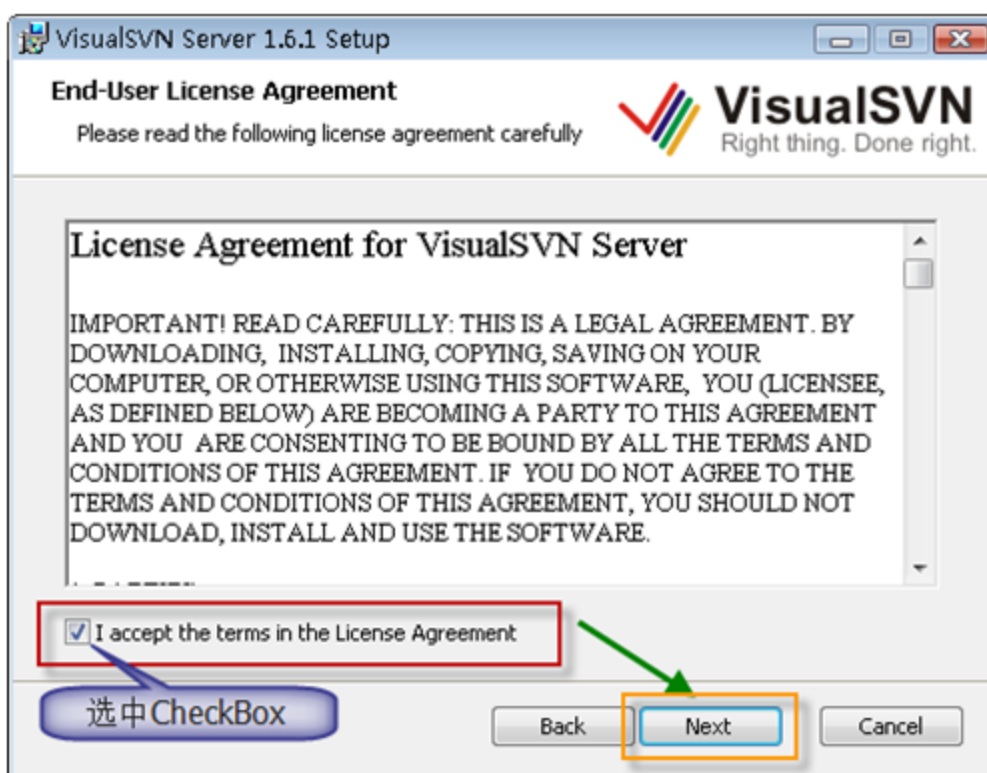 VisualSVN Server 1.6.1 Setup
End-User License Agreement
Please read the following license agreement carefully
VisualSVN
Right thing. Done right.
License Agreement for VisualSVN Server
IMPORTANT! READ CAREFULLY: THIS IS A LEGAL AGREEMENT. BY
DOWNLOADING, INSTALLING, COPYING, SAVING ON YOUR
COMPUTER, OR OTHERWISE USING THIS SOFTWARE, YOU (LICENSEE,
AS DEFINED BELOW) ARE BECOMING A PARTY TO THIS AGREEMENT
AND YOU ARE CONSENTING TO BE BOUND BY ALL THE TERMS AND
CONDITIONS OF THIS AGREEMENT. IF YOU DO NOT AGREE TO THE
TERMS AND CONDITIONS OF THIS AGREEMENT, YOU SHOULD NOT
DOWNLOAD, INSTALL AND USE THE SOFTWARE.
I accept the terms in the License Agreement
选中CheckBox
Back
Next
Cancel